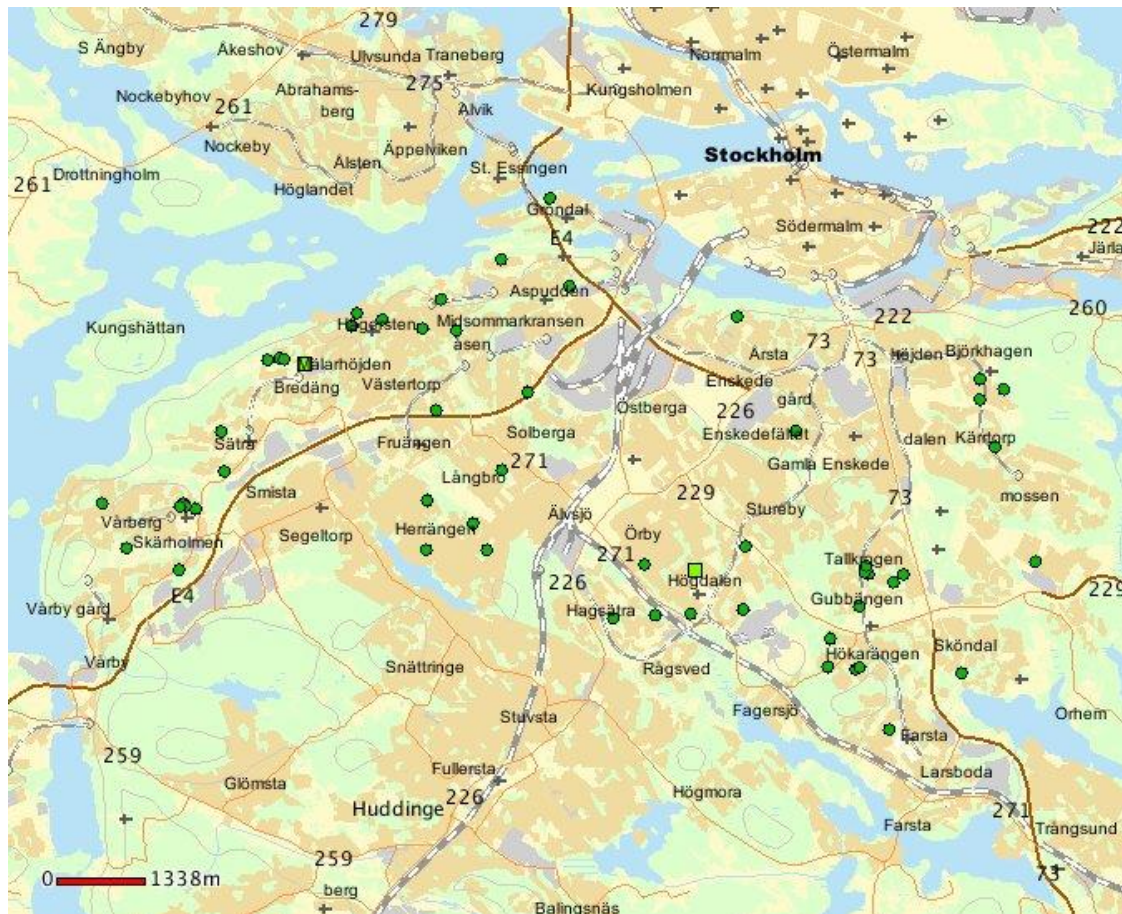 279
S Ängby
Åkeshov
Ulvsunda
Traneberg
Norrmalm
Östermalm
Nockebyhov
261
Abrahams-
berg
275
Alvik
Kungsholmen
Nockeby
Ålsten
Äppelviken
St. Essingen
Stockholm
Drottningholm
261
Höglandet
Gröndal
Södermalm
E4
222
Järla
Aspudden
260
Kungshättan
Hägersten
Midsommarkransen
åsen
222
73
73
Årsta
höjden
Björkhagen
Mälarhöjden
Bredäng
Västertorp
Enskede
gård
Östberga
226
Enskedefältet
Sätra
Fruängen
Solberga
dalen
Kärrtorp
Gamla Enskede
Långbro
271
Smista
229
73
mossen
Vårberg
Skärholmen
Segeltorp
Herrängen
Älvsjö
Örby
Stureby
271
Tallkrogen
226
Högdalen
Gubbängen
229
E4
Vårby gård
Hagsätra
Vårby
Snättringe
Rågsved
Hökarängen
Sköndal
Stuvsta
Fagersjö
Orhem
259
Farsta
Fullersta
Larsboda
Glömsta
Högmora
Huddinge
226
271
Farsta
Trångsund
259
73
0
1338m
berg
Balingsnäs